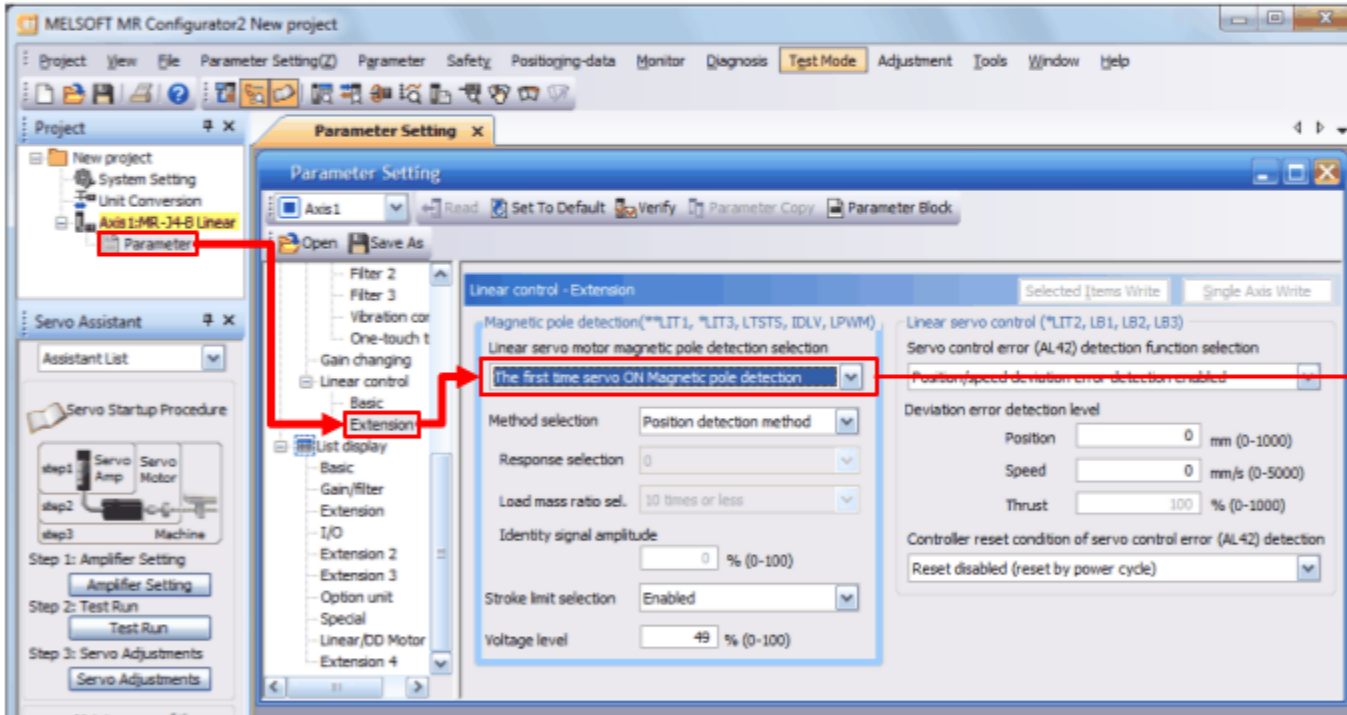 MELSOFT MR Configurator2 New project
Project View File Parameter Setting(Z) Parameter Safety Positioning-data Monitor Diagnosis Test Mode Adjustment Tools Window Help
Project
New project
System Setting
Unit Conversion
Axis1:MR-J4-B Linear
Parameter
Servo Assistant
Assistant List
Servo Startup Procedure
step1 Servo Amp Servo Motor
step2
step3 Machine
Step 1: Amplifier Setting
Amplifier Setting
Step 2: Test Run
Test Run
Step 3: Servo Adjustments
Servo Adjustments
Parameter Setting X
Parameter Setting
Axis1 Read Set To Default Verify Parameter Copy Parameter Block
Open Save As
Filter 2
Filter 3
Vibration cor
One-touch t
Gain changing
Linear control
Basic
Extension
List display
Basic
Gain/filter
Extension
I/O
Extension 2
Extension 3
Option unit
Special
Linear/DD Motor
Extension 4
Linear control - Extension Selected Items Write Single Axis Write
Magnetic pole detection(**LIT1, *LIT3, LTSTS, IDLV, LPWM)
Linear servo motor magnetic pole detection selection
The first time servo ON Magnetic pole detection
Method selection Position detection method
Response selection 0
Load mass ratio sel. 10 times or less
Identity signal amplitude
0 % (0-100)
Stroke limit selection Enabled
Voltage level 49 % (0-100)
Linear servo control (*LIT2, LB1, LB2, LB3)
Servo control error (AL42) detection function selection
Position/speed deviation error detection enabled
Deviation error detection level
Position 0 mm (0-1000)
Speed 0 mm/s (0-5000)
Thrust 100 % (0-1000)
Controller reset condition of servo control error (AL42) detection
Reset disabled (reset by power cycle)